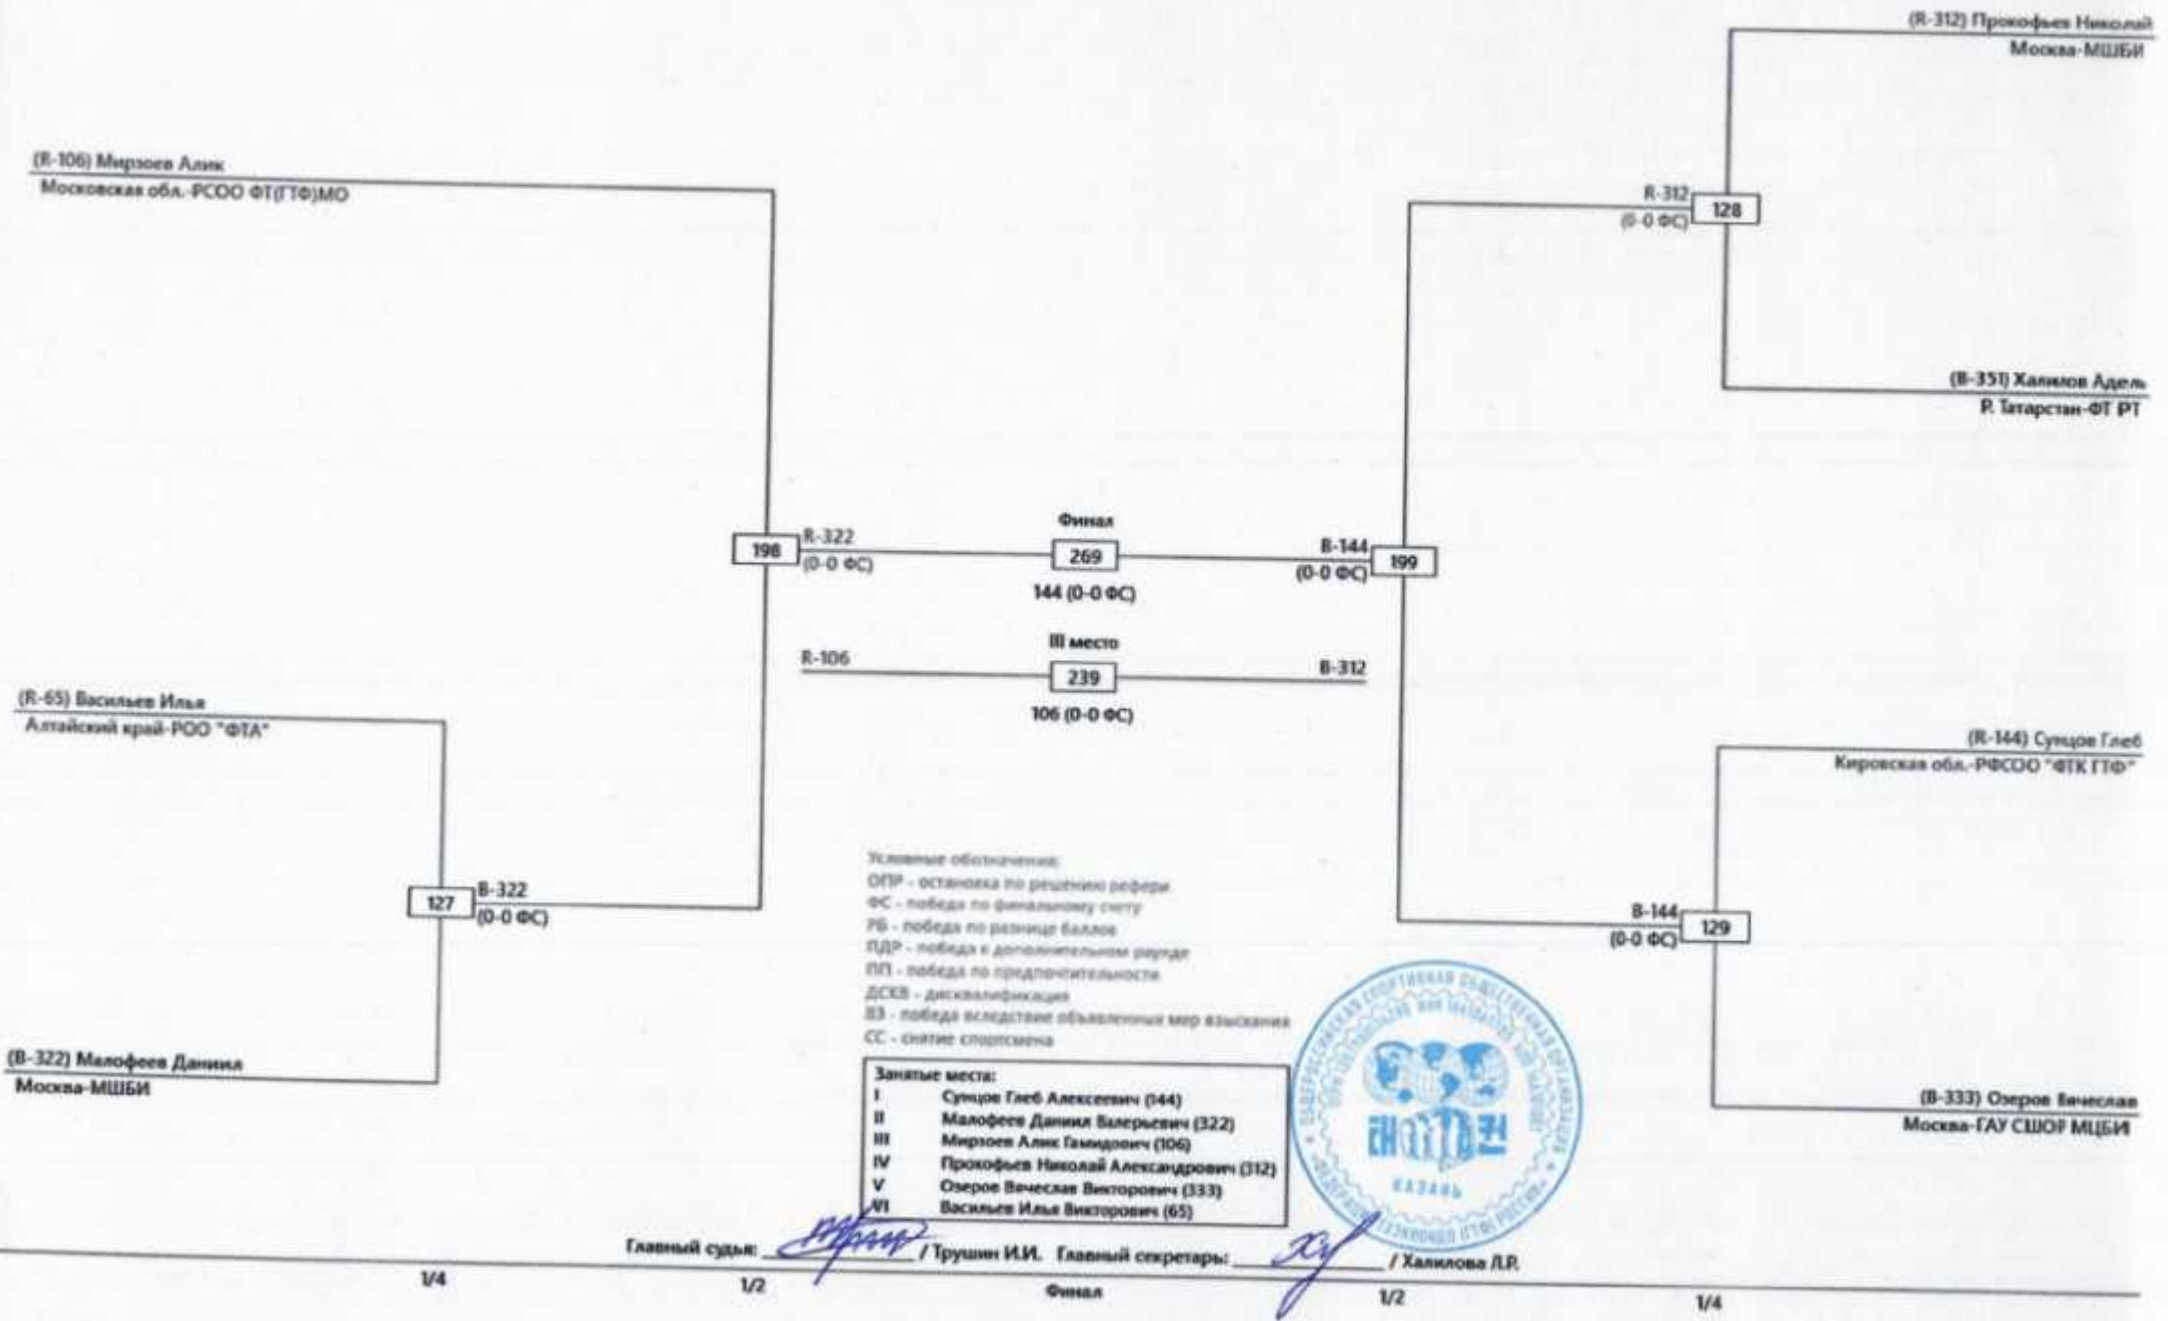 (R-312) Прокофьев Николай
Москва-МШБИ
(R-106) Мирзоев Алик
Московская обл.-РСОО ФТ(ГТФ)МО
R-312
(0-0 ФС)
128
(B-351) Халилов Адель
Р. Татарстан-ФТ РТ
Финал
198
R-322
(0-0 ФС)
269
B-144
(0-0 ФС)
199
144 (0-0 ФС)
III место
R-106
239
B-312
106 (0-0 ФС)
(R-65) Васильев Илья
Алтайский край-РОО "ФТА"
(R-144) Сунцов Глеб
Кировская обл.-РФСОО "ФТК ГТФ"
127
B-322
(0-0 ФС)
B-144
(0-0 ФС)
129
Условные обозначения:
ОПР - остановка по решению рефери
ФС - победа по финальному счету
РБ - победа по разнице баллов
ПДР - победа в дополнительном раунде
ПП - победа по предпочтительности
ДСКВ - дисквалификация
ВЗ - победа вследствие объявленных мер взыскания
СС - снятие спортсмена
(B-322) Малофеев Даниил
Москва-МШБИ
(B-333) Озеров Вячеслав
Москва-ГАУ СШОР МЦБИ
Занятые места:
I Сунцов Глеб Алексеевич (144)
II Малофеев Даниил Валерьевич (322)
III Мирзоев Алик Гамидович (106)
IV Прокофьев Николай Александрович (312)
V Озеров Вячеслав Викторович (333)
VI Васильев Илья Викторович (65)
ОБЩЕРОССИЙСКАЯ СПОРТИВНАЯ ОБЩЕСТВЕННАЯ ОРГАНИЗАЦИЯ
"ФЕДЕРАЦИЯ ТАЭКВОНДО (ГТФ) РОССИИ"
КАЗАНЬ
Главный судья: / Трушин И.И. Главный секретарь: / Халилова Л.Р.
1/4 1/2 Финал 1/2 1/4